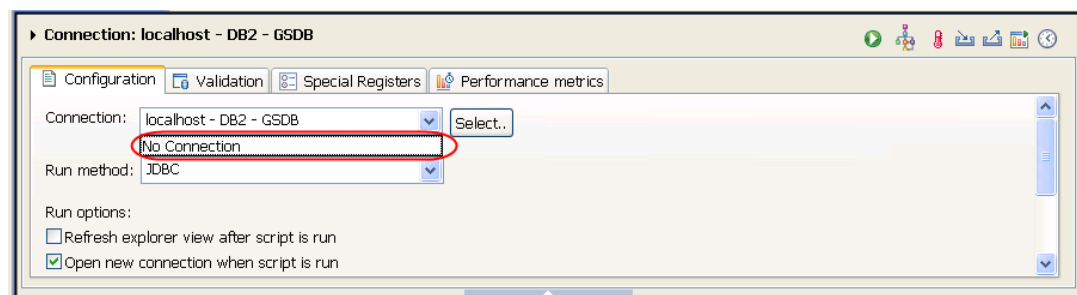 Connection: localhost - DB2 - GSDB
Configuration Validation Special Registers Performance metrics
Connection: localhost - DB2 - GSDB Select..
No Connection
Run method: JDBC
Run options:
Refresh explorer view after script is run
Open new connection when script is run